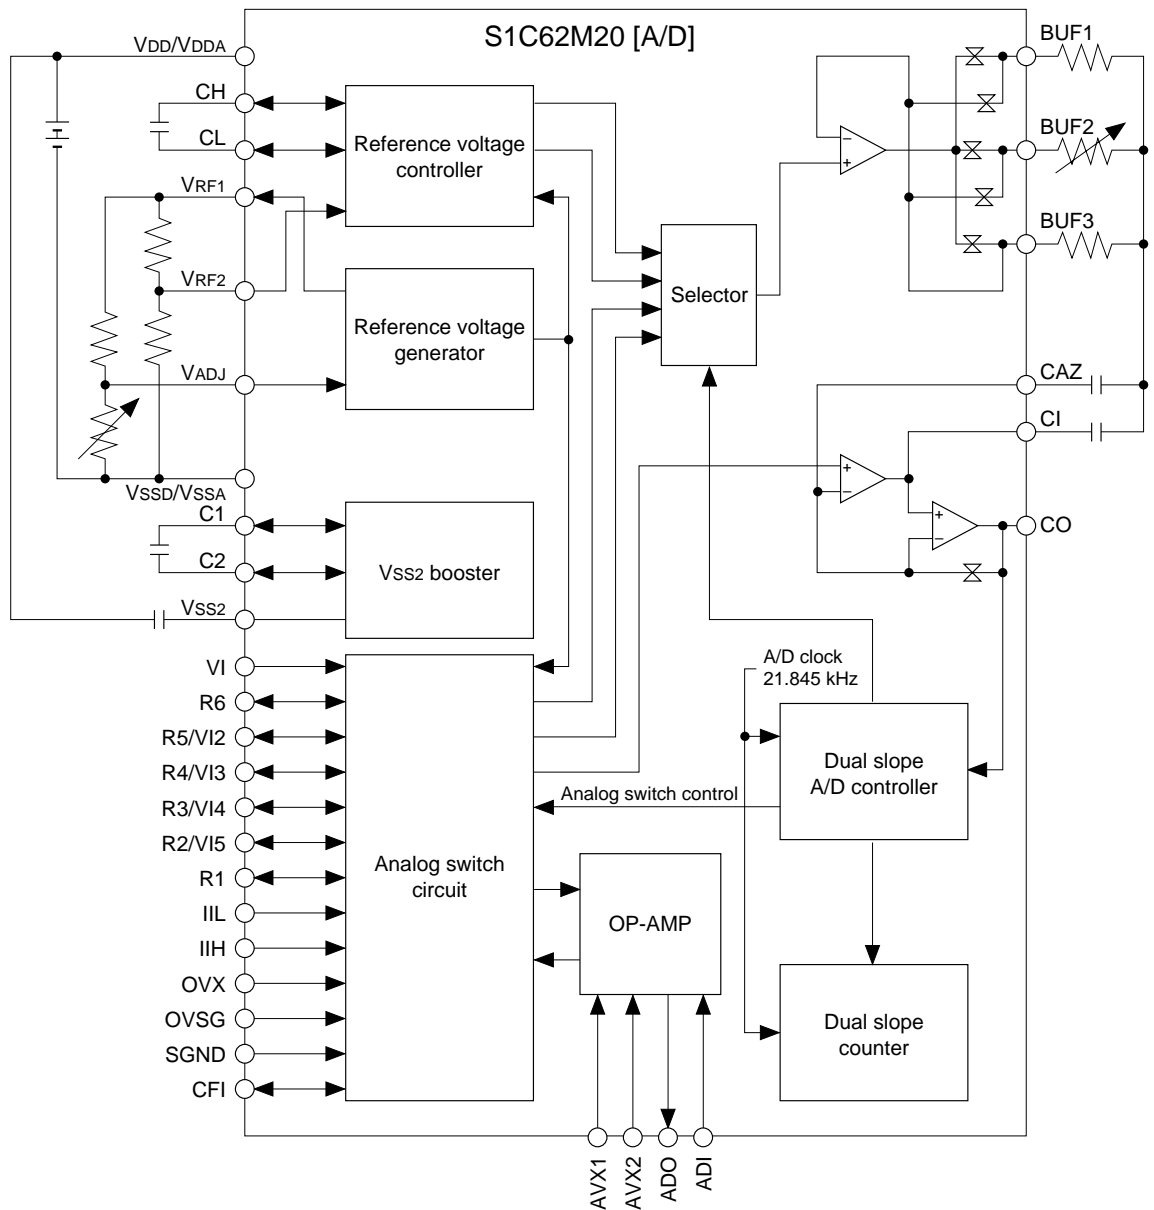 S1C62M20 [A/D]
VDD/VDDA
CH
CL
VRF1
VRF2
VADJ
VSSD/VSSA
C1
C2
VSS2
VI
R6
R5/VI2
R4/VI3
R3/VI4
R2/VI5
R1
IIL
IIH
OVX
OVSG
SGND
CFI
Reference voltage
controller
Reference voltage
generator
VSS2 booster
Analog switch
circuit
Selector
−
+
+
−
+
−
A/D clock
21.845 kHz
Dual slope
A/D controller
Analog switch control
OP-AMP
Dual slope
counter
BUF1
BUF2
BUF3
CAZ
CI
CO
AVX1
AVX2
ADO
ADI